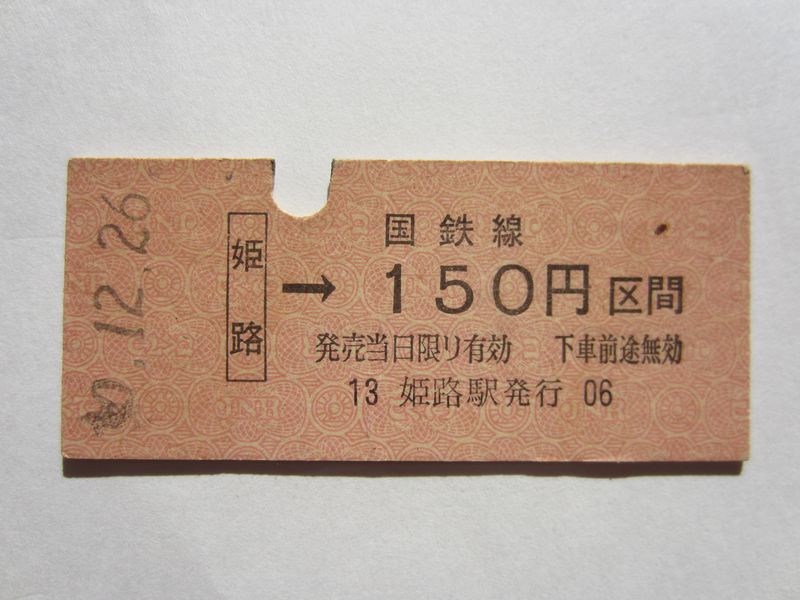 .12.26
姫路
国鉄線
→ 150円区間
発売当日限り有効 下車前途無効
13 姫路駅発行 06
JNR